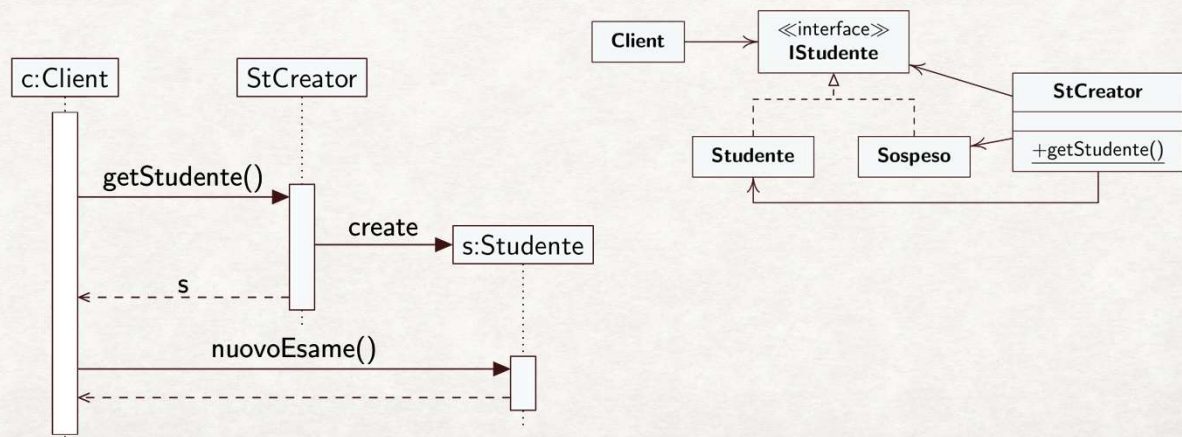 c:Client
StCreator
getStudente()
create
s:Studente
s
nuovoEsame()
Client
≪interface≫
IStudente
StCreator
+getStudente()
Studente
Sospeso